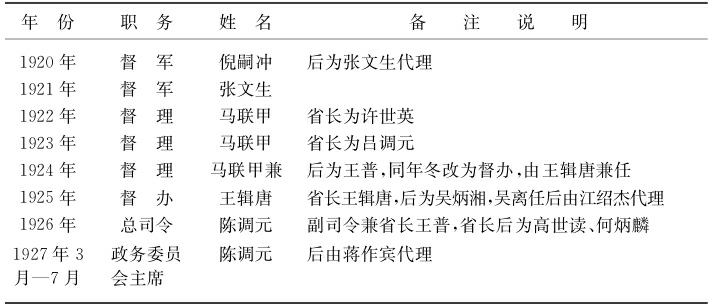 年 份 职 务 姓 名 备 注 说 明
1920 年 督 军 倪嗣冲 后为张文生代理
1921 年 督 军 张文生
1922 年 督 理 马联甲 省长为许世英
1923 年 督 理 马联甲 省长为吕调元
1924 年 督 理 马联甲兼 后为王普,同年冬改为督办,由王辑唐兼任
1925 年 督 办 王辑唐 省长王辑唐,后为吴炳湘,吴离任后由江绍杰代理
1926 年 总司令 陈调元 副司令兼省长王普,省长后为高世读、何炳麟
1927 年 3 政务委员 陈调元 后由蒋作宾代理
月—7 月 会主席